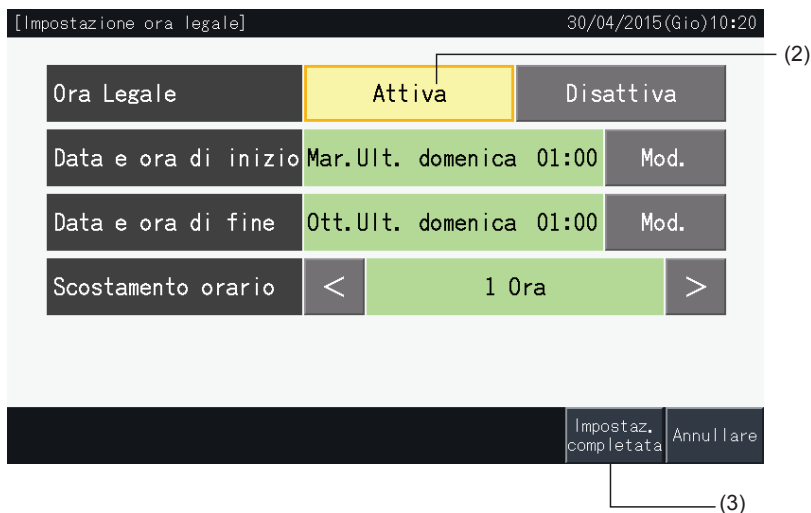 [Impostazione ora legale] 30/04/2015(Gio)10:20
(2)
Ora Legale Attiva Disattiva
Data e ora di inizio Mar.Ult. domenica 01:00 Mod.
Data e ora di fine Ott.Ult. domenica 01:00 Mod.
Scostamento orario < 1 Ora >
Impostaz.
completata
Annullare
(3)